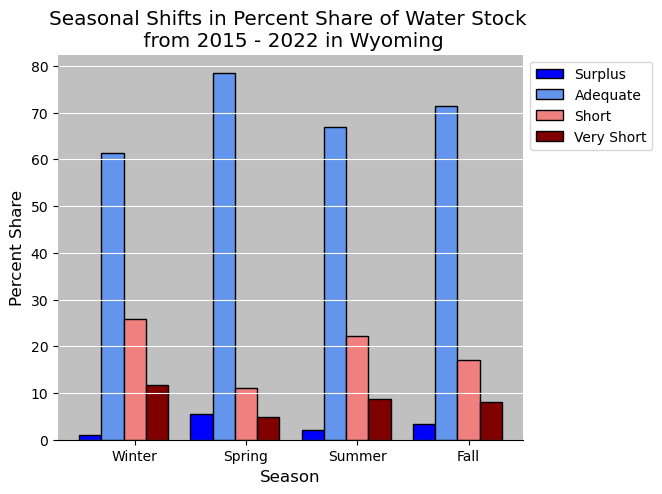 Seasonal Shifts in Percent Share of Water Stock
from 2015 - 2022 in Wyoming
80
70
60
50
40
30
20
10
0
Percent Share
Winter
Spring
Summer
Fall
Season
Surplus
Adequate
Short
Very Short